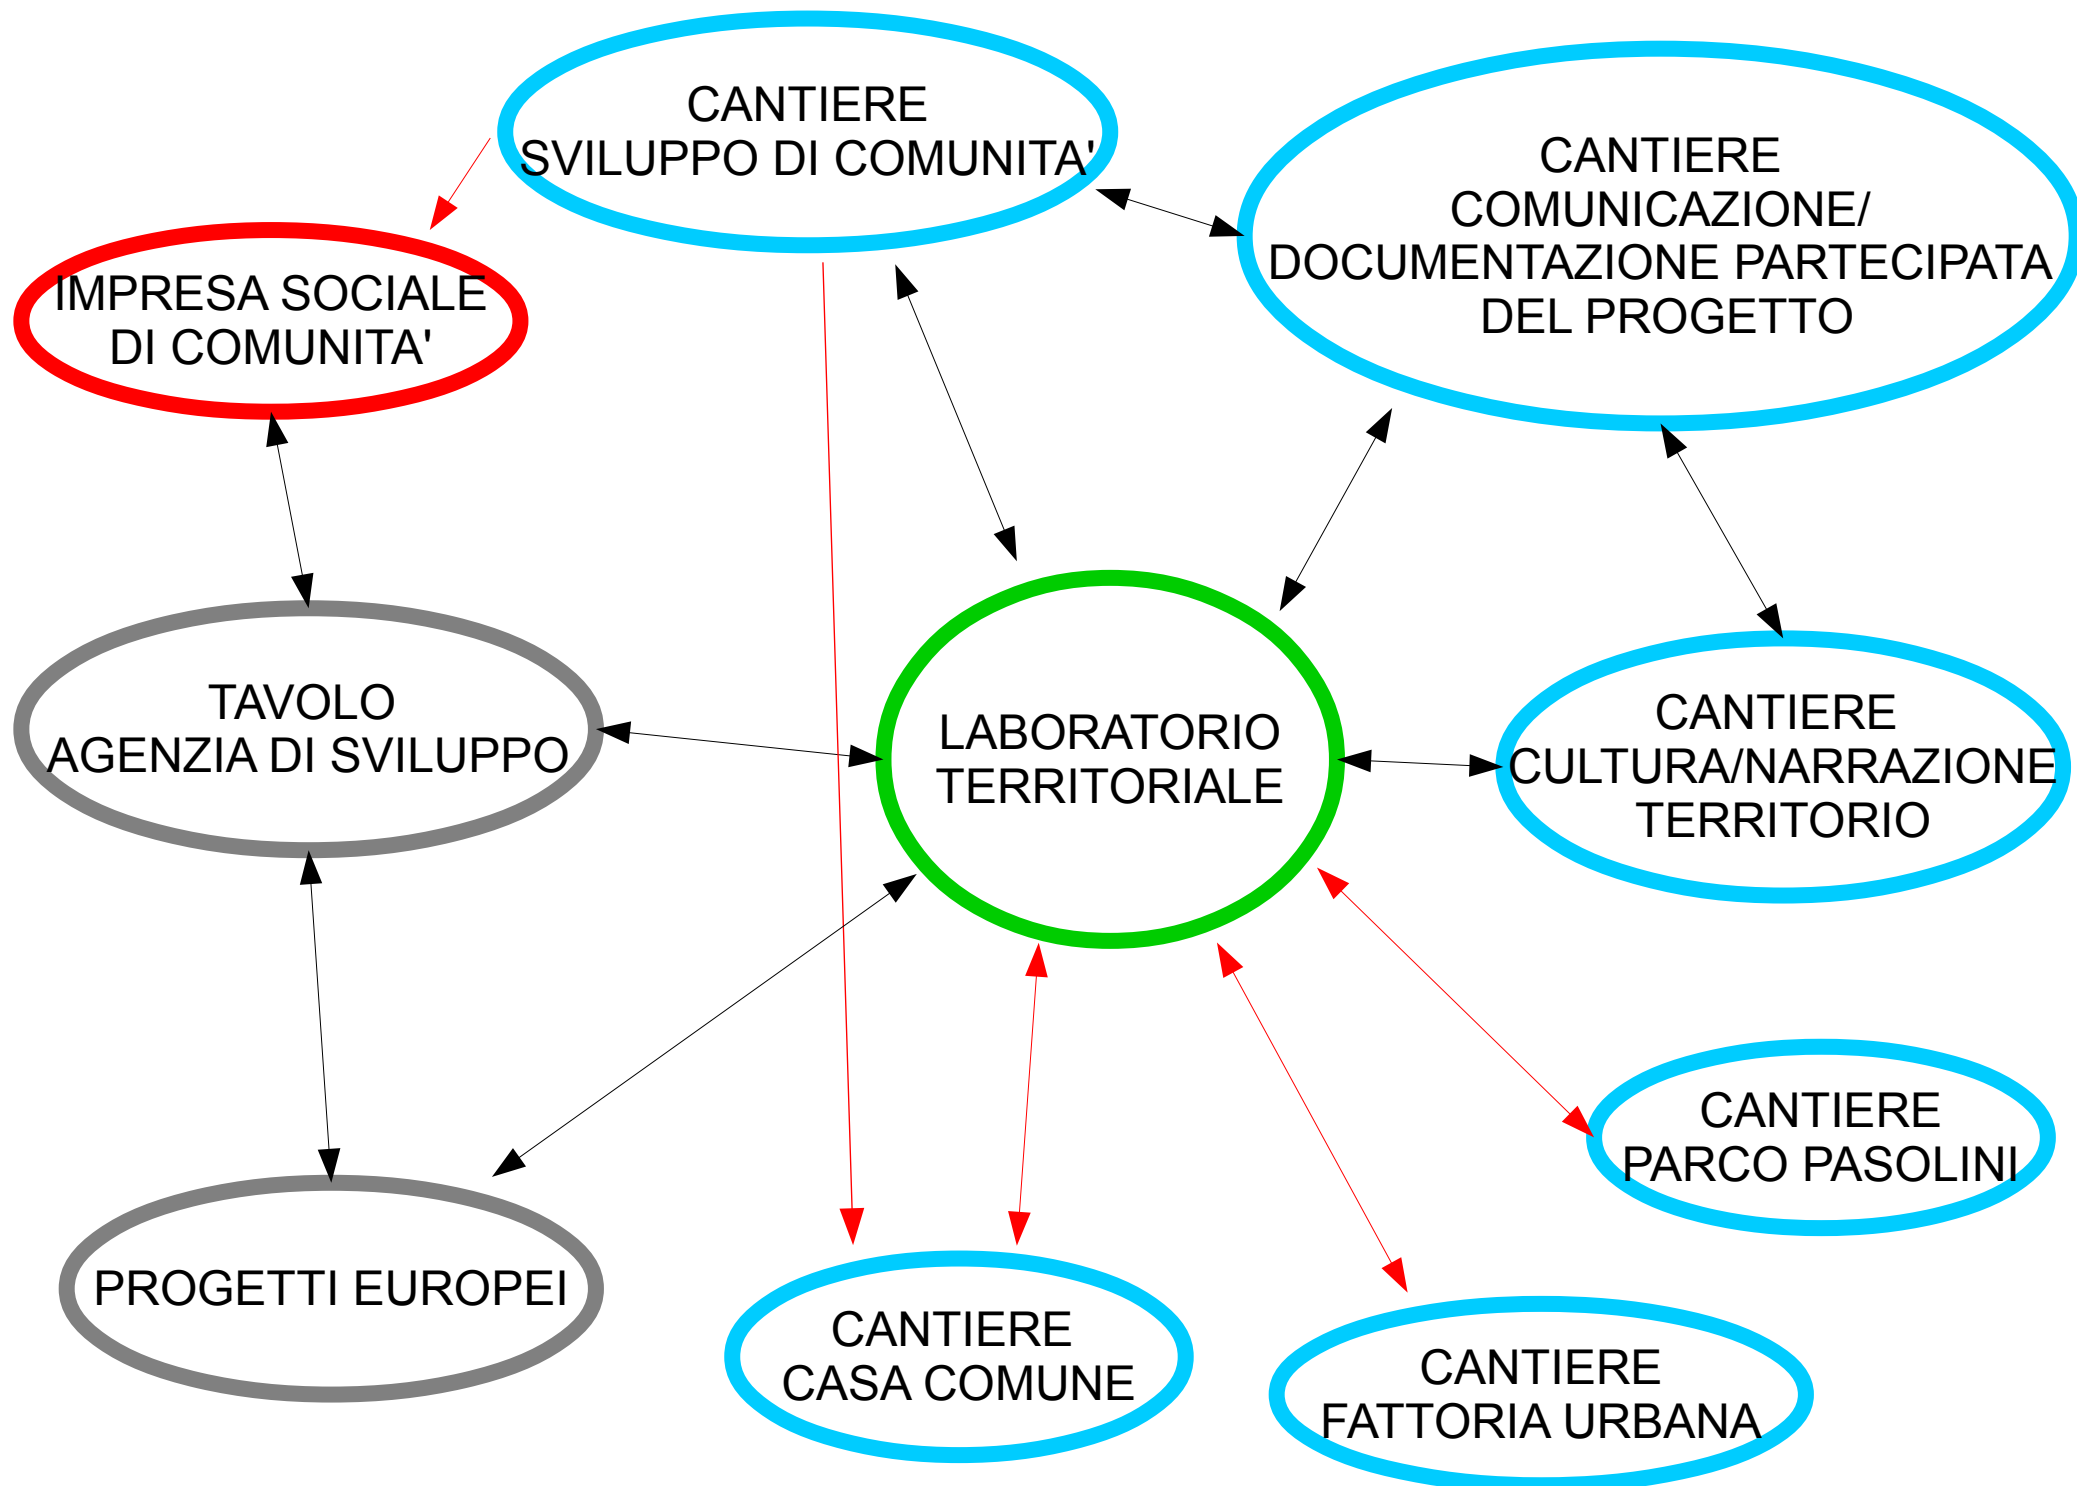 CANTIERE
SVILUPPO DI COMUNITA'
CANTIERE
COMUNICAZIONE/
DOCUMENTAZIONE PARTECIPATA
DEL PROGETTO
IMPRESA SOCIALE
DI COMUNITA'
TAVOLO
AGENZIA DI SVILUPPO
LABORATORIO
TERRITORIALE
CANTIERE
CULTURA/NARRAZIONE
TERRITORIO
CANTIERE
PARCO PASOLINI
PROGETTI EUROPEI
CANTIERE
CASA COMUNE
CANTIERE
FATTORIA URBANA